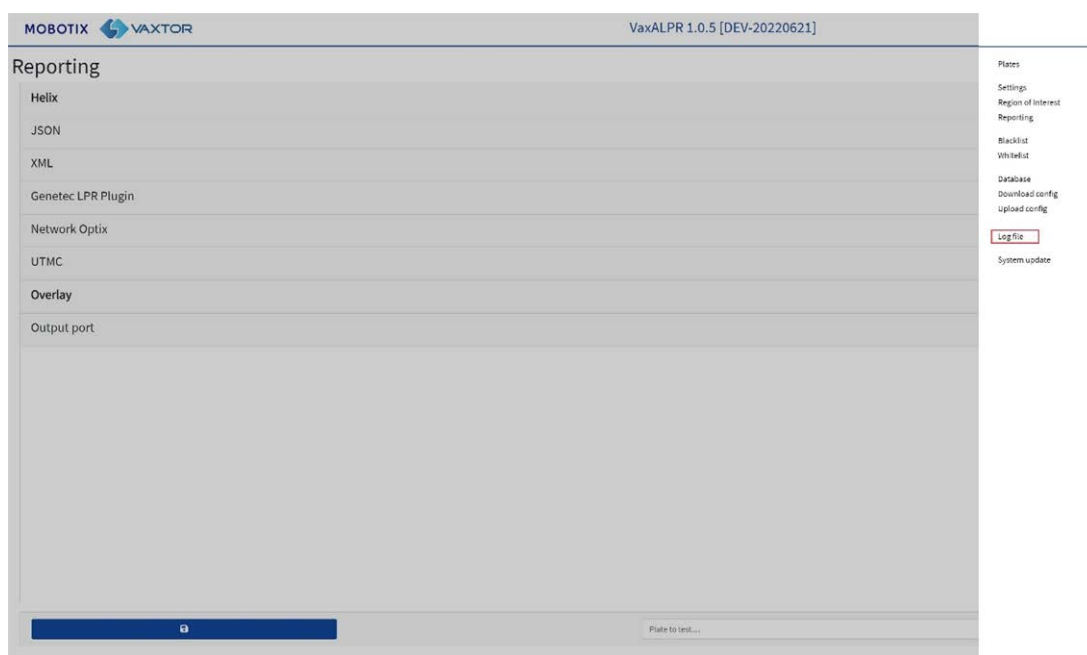 MOBOTIX VAXTOR
VaxALPR 1.0.5 [DEV-20220621]
Reporting
Helix
JSON
XML
Genetec LPR Plugin
Network Optix
UTMC
Overlay
Output port
Plate to test....
Plates
Settings
Region of Interest
Reporting
Blacklist
Whitelist
Database
Download config
Upload config
Log file
System update